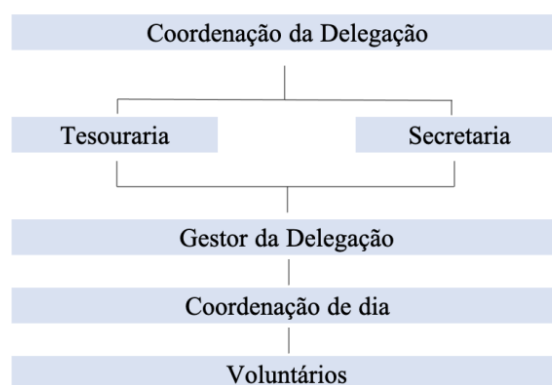 Coordenação da Delegação
Tesouraria
Secretaria
Gestor da Delegação
Coordenação de dia
Voluntários